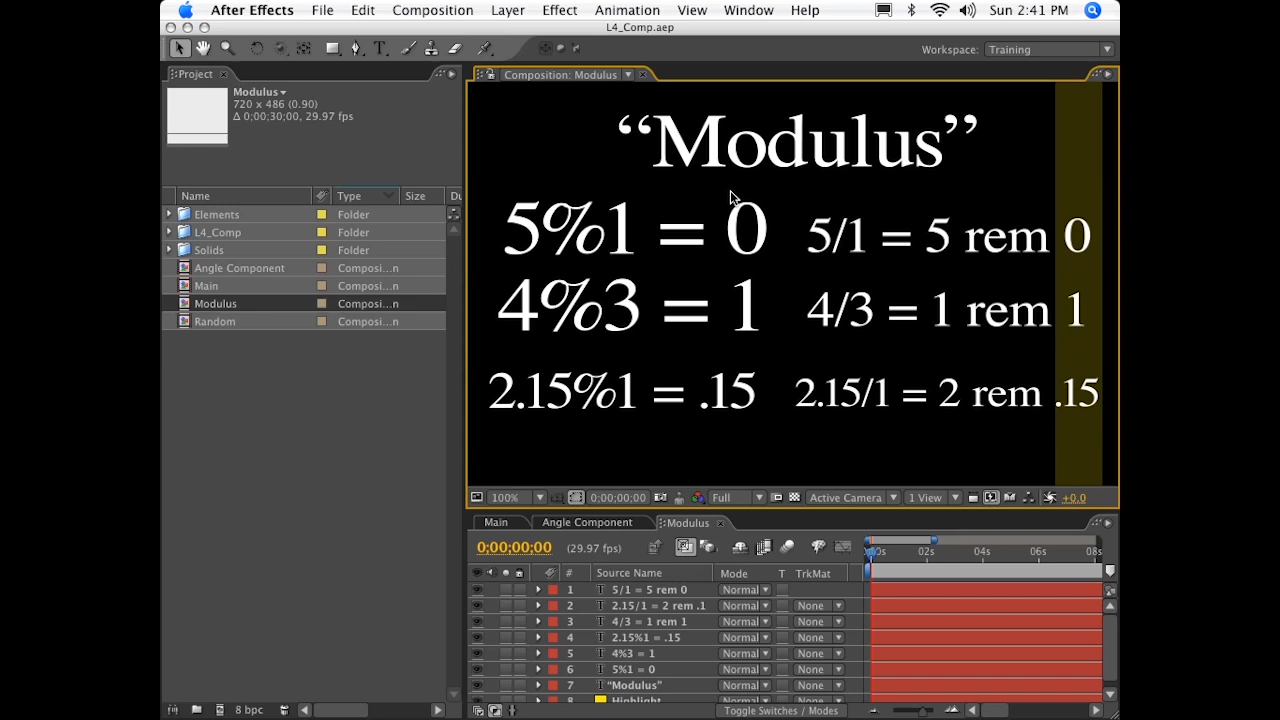 After Effects File Edit Composition Layer Effect Animation View Window Help Sun 2:41 PM
L4_Comp.aep
Workspace: Training
Project
Composition: Modulus
Modulus
720 x 486 (0.90)
Δ 0;00;30;00, 29.97 fps
Name Type Size Du
Elements Folder
L4_Comp Folder
Solids Folder
Angle Component Composi...n
Main Composi...n
Modulus Composi...n
Random Composi...n
8 bpc
“Modulus”
5%1 = 0 5/1 = 5 rem 0
4%3 = 1 4/3 = 1 rem 1
2.15%1 = .15 2.15/1 = 2 rem .15
100% 0;00;00;00 Full Active Camera 1 View +0.0
Main Angle Component Modulus
0;00;00;00 (29.97 fps) 02s 04s 06s 08s
# Source Name Mode T TrkMat
1 T 5/1 = 5 rem 0 Normal
2 T 2.15/1 = 2 rem .1 Normal None
3 T 4/3 = 1 rem 1 Normal None
4 T 2.15%1 = .15 Normal None
5 T 4%3 = 1 Normal None
6 T 5%1 = 0 Normal None
7 T “Modulus” Normal None
8 Highlight
Toggle Switches / Modes